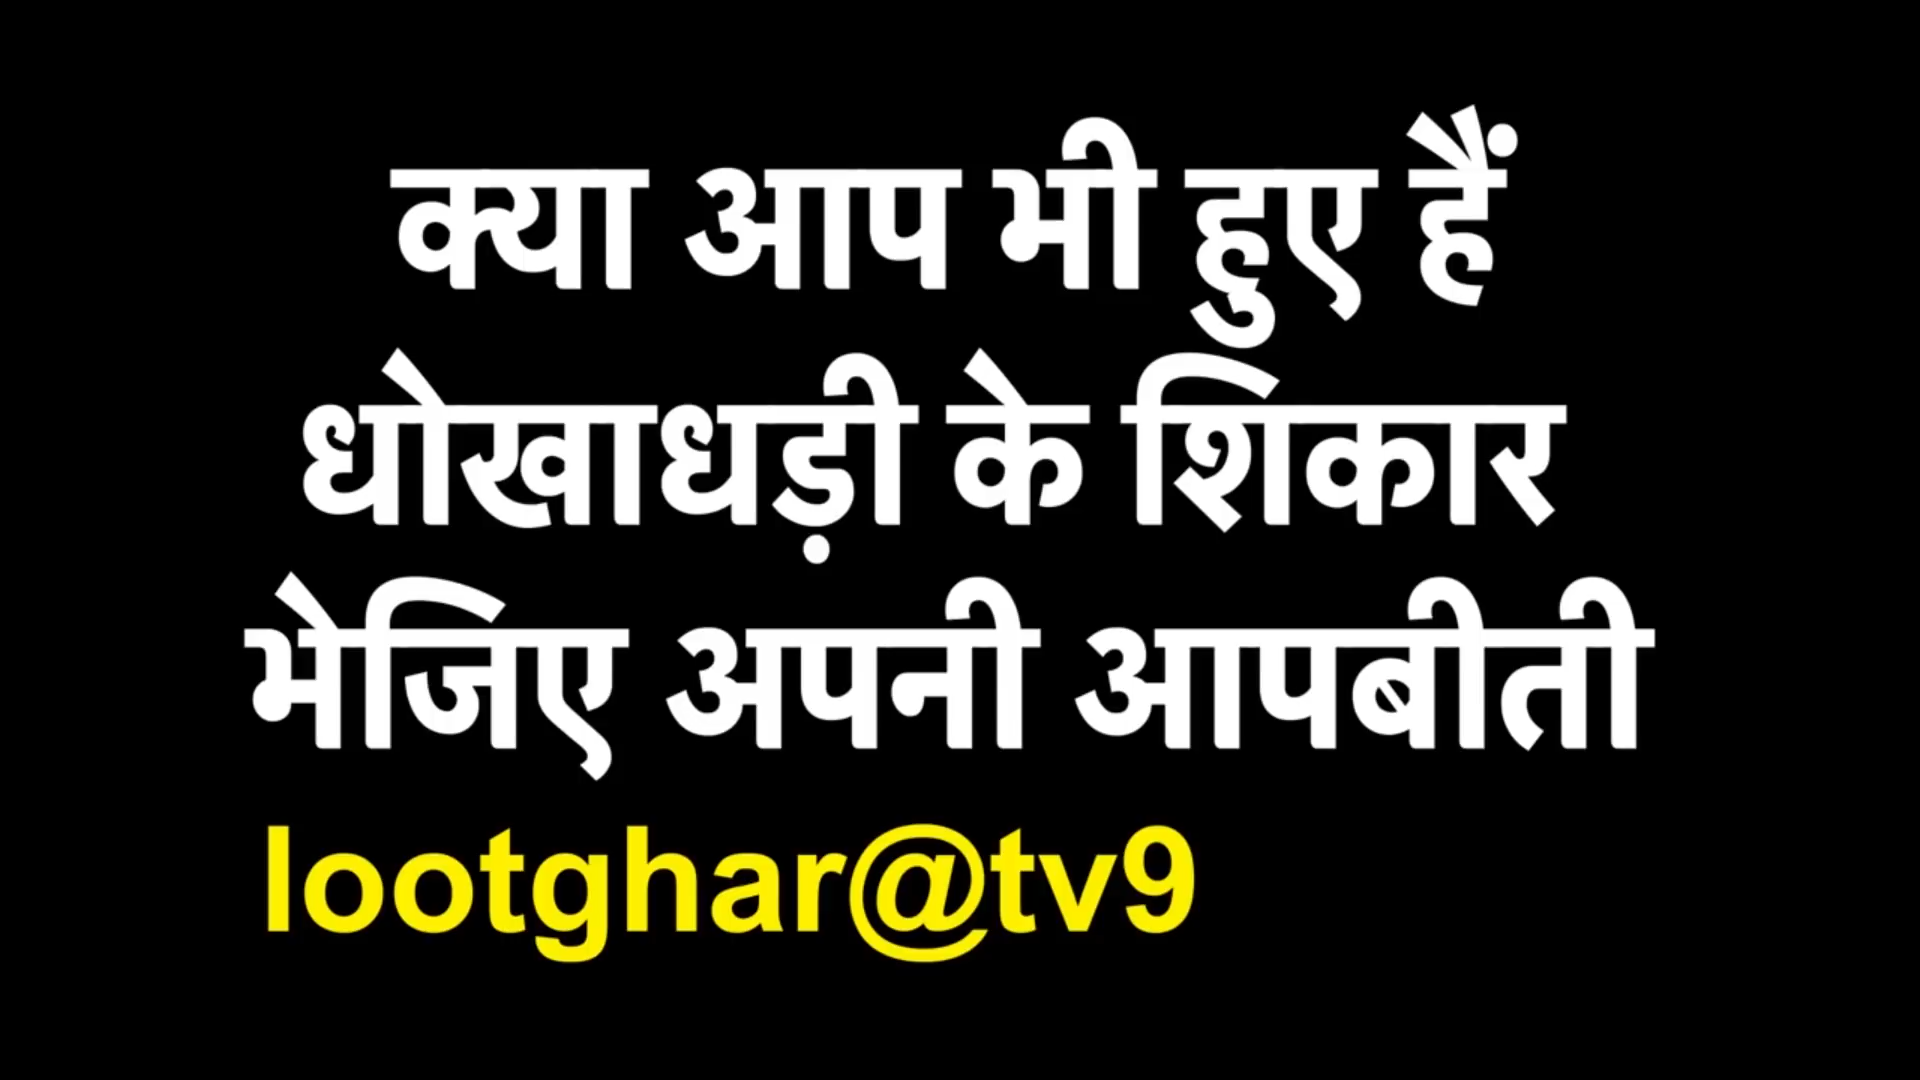 क्या आप भी हुए हैं
धोखाधड़ी के शिकार
भेजिए अपनी आपबीती
lootghar@tv9